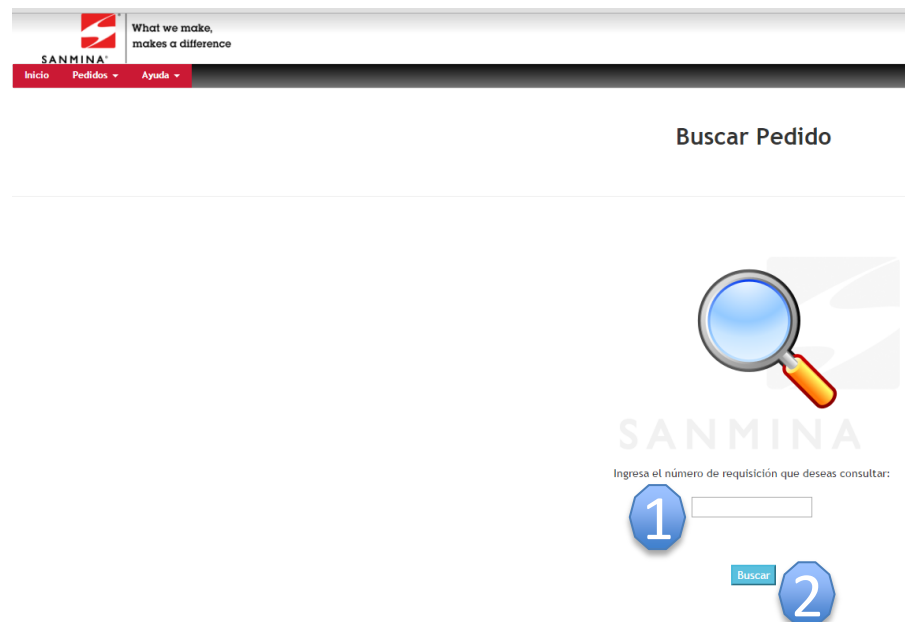 What we make,
makes a difference
SANMINA®
Inicio Pedidos Ayuda
Buscar Pedido
SANMINA
Ingresa el número de requisición que deseas consultar:
1
Buscar
2